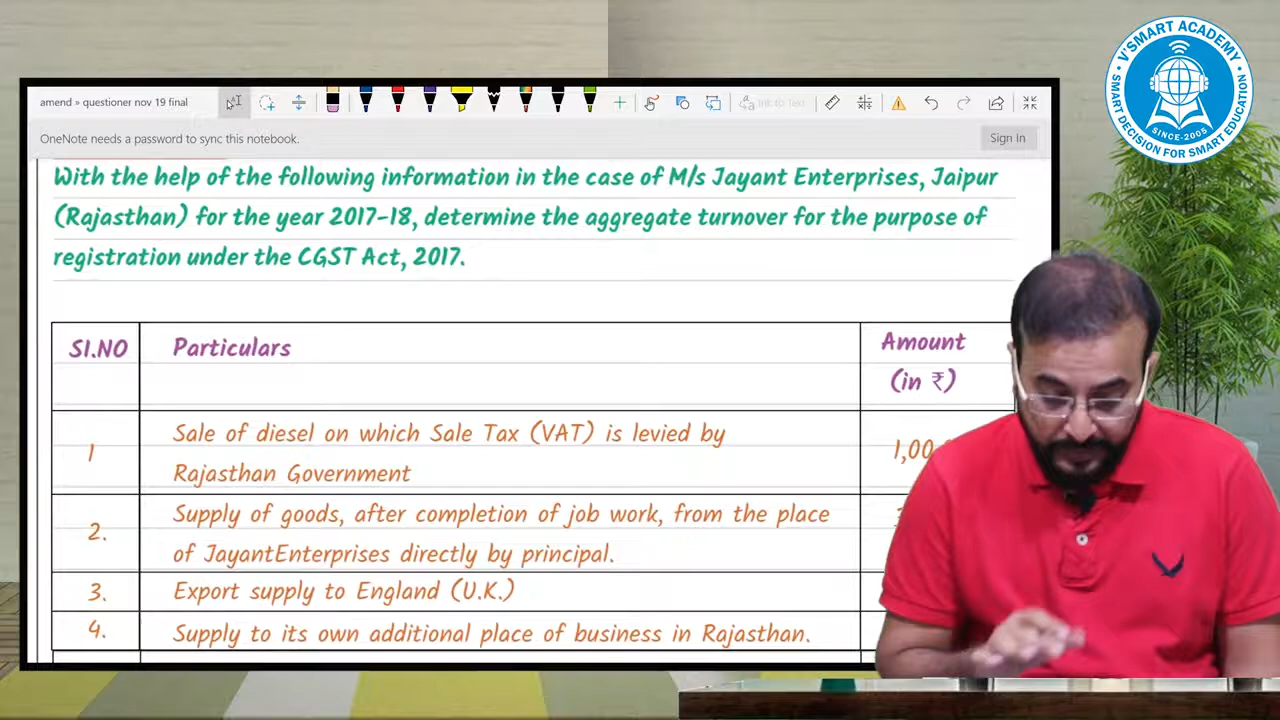 amend » questioner nov 19 final
OneNote needs a password to sync this notebook.
Sign In
With the help of the following information in the case of M/s Jayant Enterprises, Jaipur
(Rajasthan) for the year 2017-18, determine the aggregate turnover for the purpose of
registration under the CGST Act, 2017.
SI.NO Particulars Amount
(in ₹)
1 Sale of diesel on which Sale Tax (VAT) is levied by
Rajasthan Government
1,00
2. Supply of goods, after completion of job work, from the place
of JayantEnterprises directly by principal.
3. Export supply to England (U.K.)
4. Supply to its own additional place of business in Rajasthan.
V'SMART ACADEMY
SINCE-2005
SMART DECISION FOR SMART EDUCATION